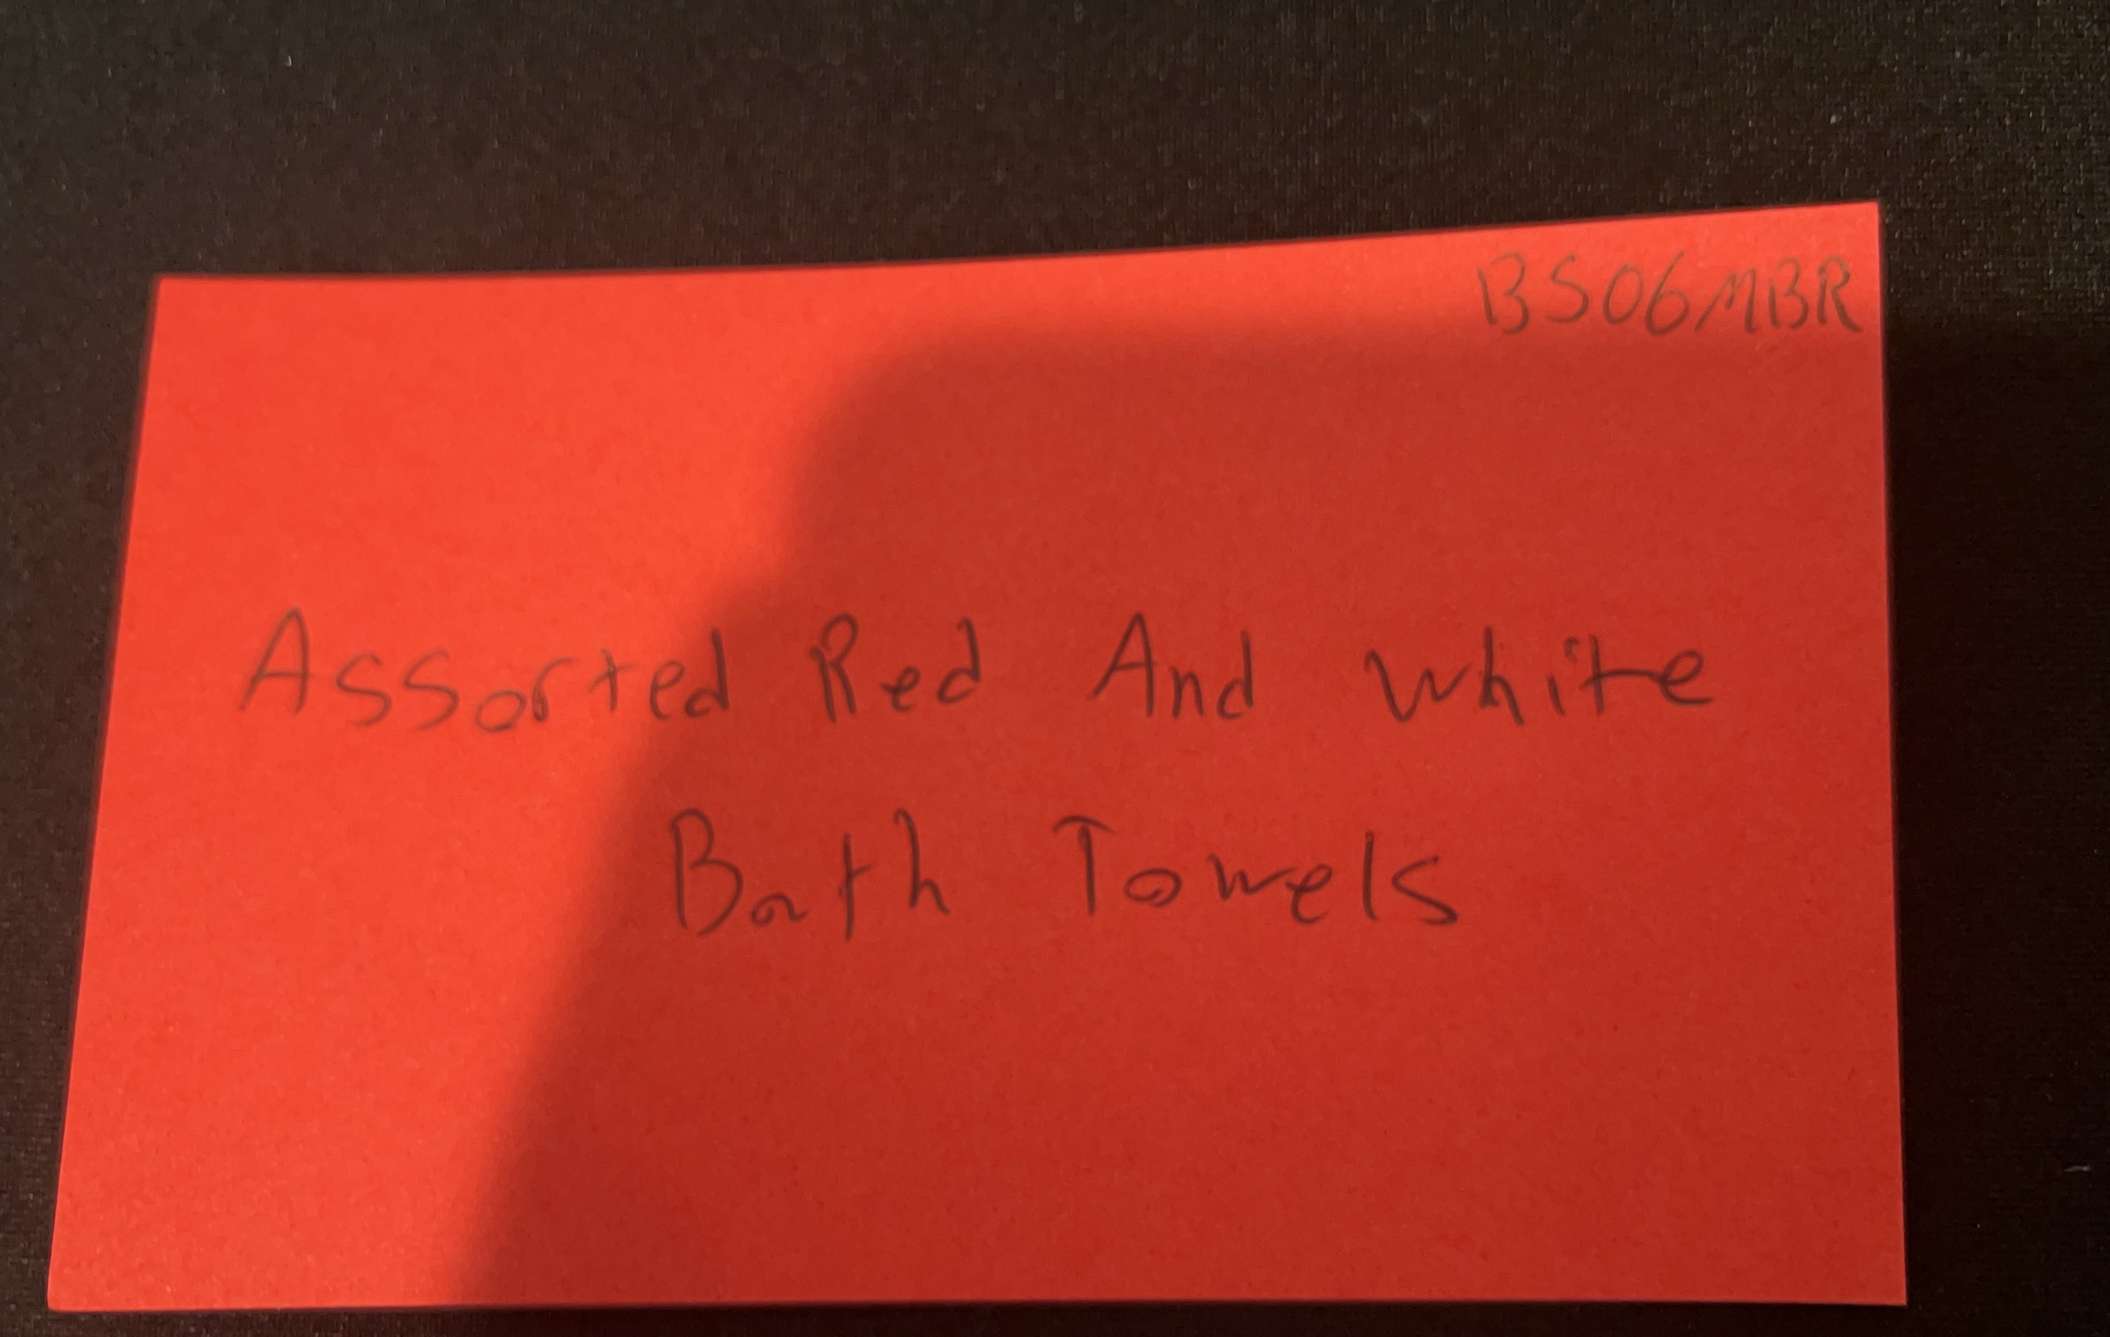 BS06MBR
Assorted Red And White
Bath Towels